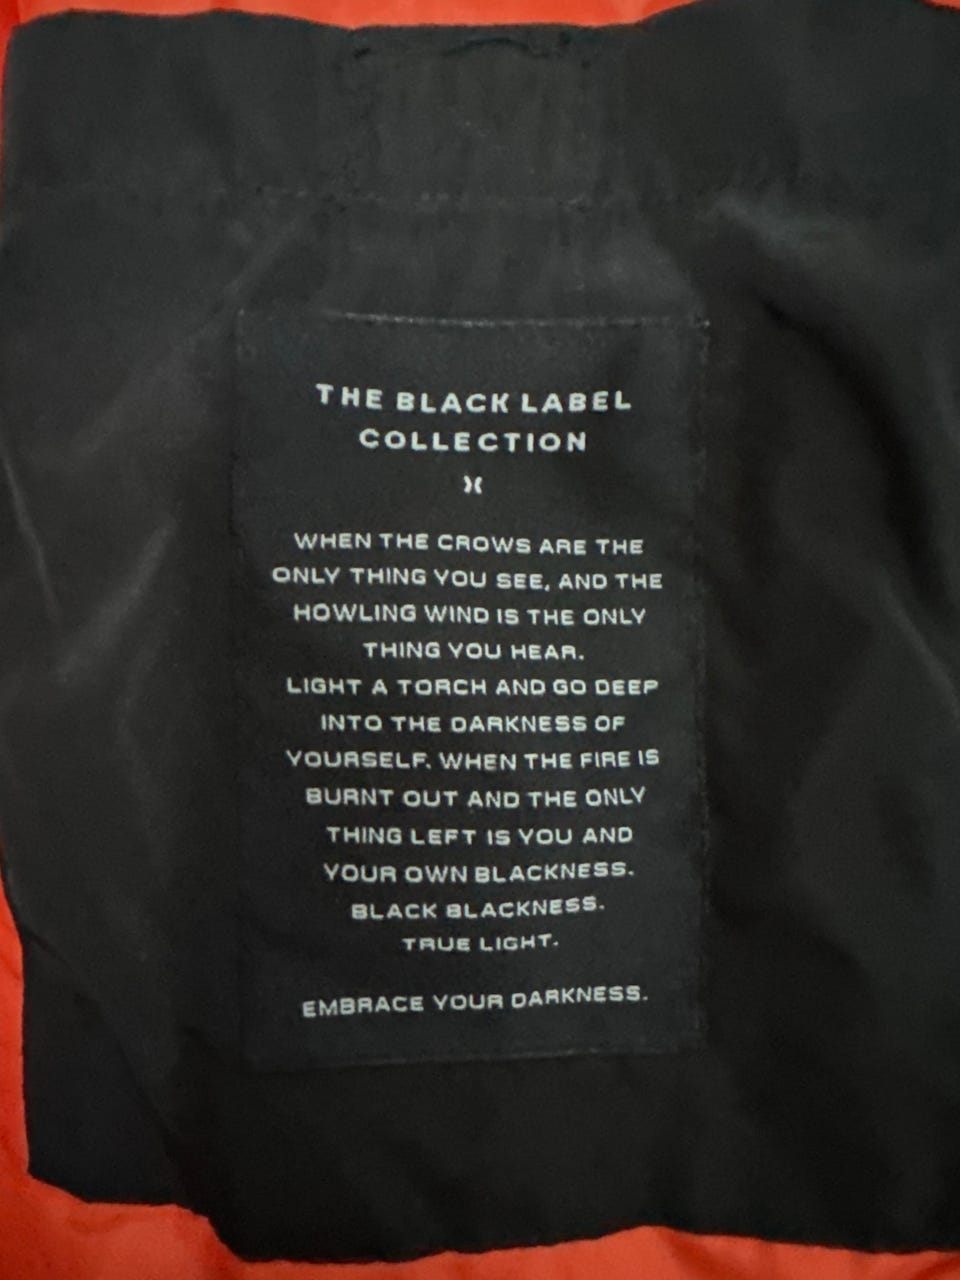 THE BLACK LABEL
COLLECTION
WHEN THE CROWS ARE THE
ONLY THING YOU SEE, AND THE
HOWLING WIND IS THE ONLY
THING YOU HEAR.
LIGHT A TORCH AND GO DEEP
INTO THE DARKNESS OF
YOURSELF. WHEN THE FIRE IS
BURNT OUT AND THE ONLY
THING LEFT IS YOU AND
YOUR OWN BLACKNESS.
BLACK BLACKNESS.
TRUE LIGHT.
EMBRACE YOUR DARKNESS.